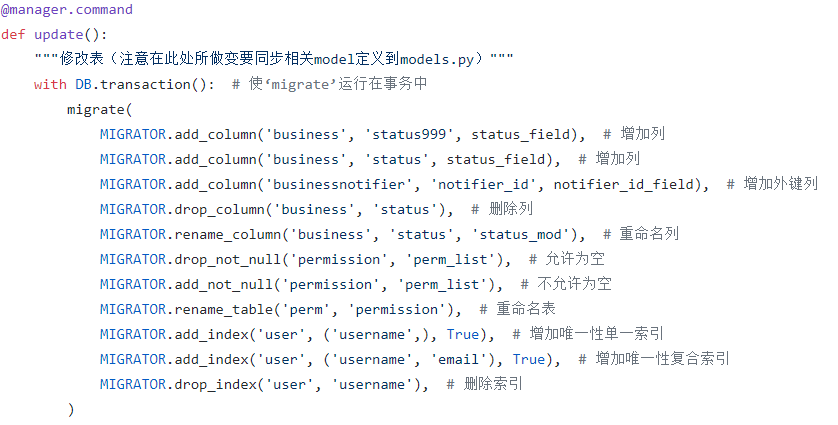 @manager.command
def update():
    """修改表（注意在此处所做变要同步相关model定义到models.py）"""
    with DB.transaction():  # 使‘migrate’运行在事务中
        migrate(
            MIGRATOR.add_column('business', 'status999', status_field),  # 增加列
            MIGRATOR.add_column('business', 'status', status_field),  # 增加列
            MIGRATOR.add_column('businessnotifier', 'notifier_id', notifier_id_field),  # 增加外键列
            MIGRATOR.drop_column('business', 'status'),  # 删除列
            MIGRATOR.rename_column('business', 'status', 'status_mod'),  # 重命名列
            MIGRATOR.drop_not_null('permission', 'perm_list'),  # 允许为空
            MIGRATOR.add_not_null('permission', 'perm_list'),  # 不允许为空
            MIGRATOR.rename_table('perm', 'permission'),  # 重命名表
            MIGRATOR.add_index('user', ('username',), True),  # 增加唯一性单一索引
            MIGRATOR.add_index('user', ('username', 'email'), True),  # 增加唯一性复合索引
            MIGRATOR.drop_index('user', 'username'),  # 删除索引
        )